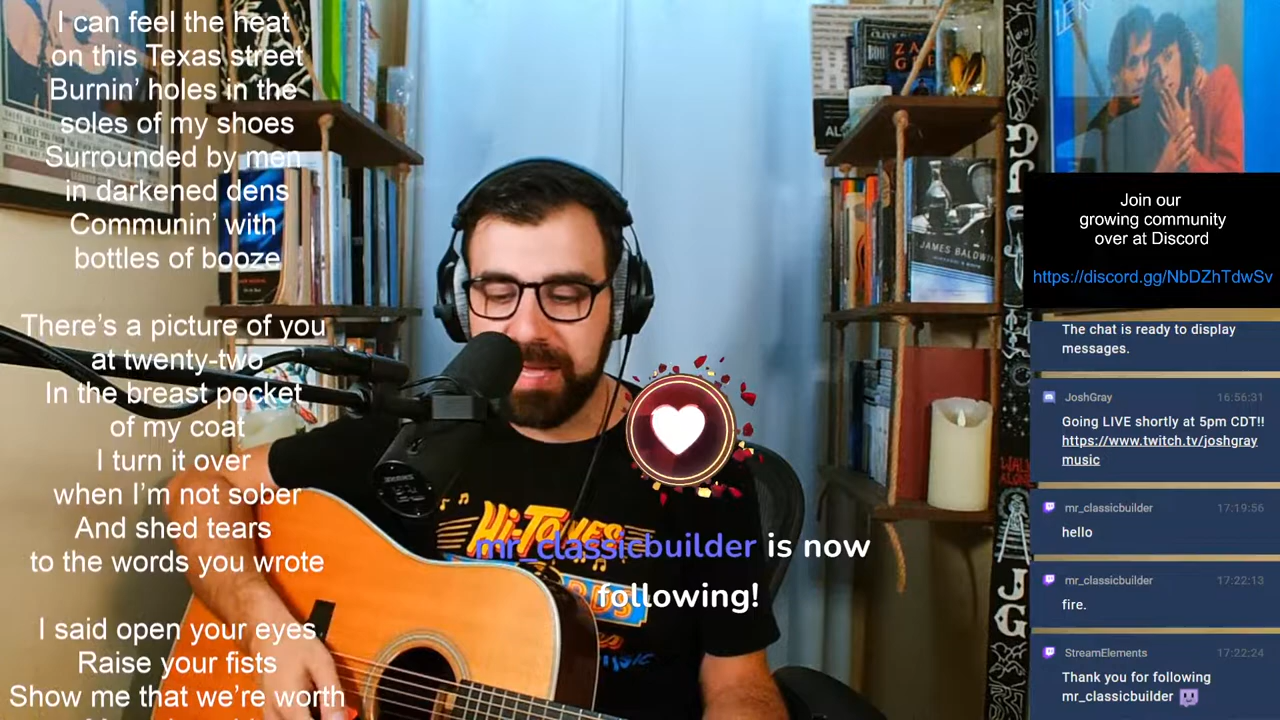 I can feel the heat
on this Texas street
Burnin’ holes in the
soles of my shoes
Surrounded by men
in darkened dens
Communin’ with
bottles of booze
There’s a picture of you
at twenty-two
In the breast pocket
of my coat
I turn it over
when I’m not sober
And shed tears
to the words you wrote
I said open your eyes
Raise your fists
Show me that we’re worth
JAMES BALDWIN
Hi-Tones
mr_classicbuilder is now
following!
Join our
growing community
over at Discord
https://discord.gg/NbDZhTdwSv
The chat is ready to display
messages.
JoshGray 16:56:31
Going LIVE shortly at 5pm CDT!!
https://www.twitch.tv/joshgray
music
mr_classicbuilder 17:19:56
hello
mr_classicbuilder 17:22:13
fire.
StreamElements 17:22:24
Thank you for following
mr_classicbuilder
JG